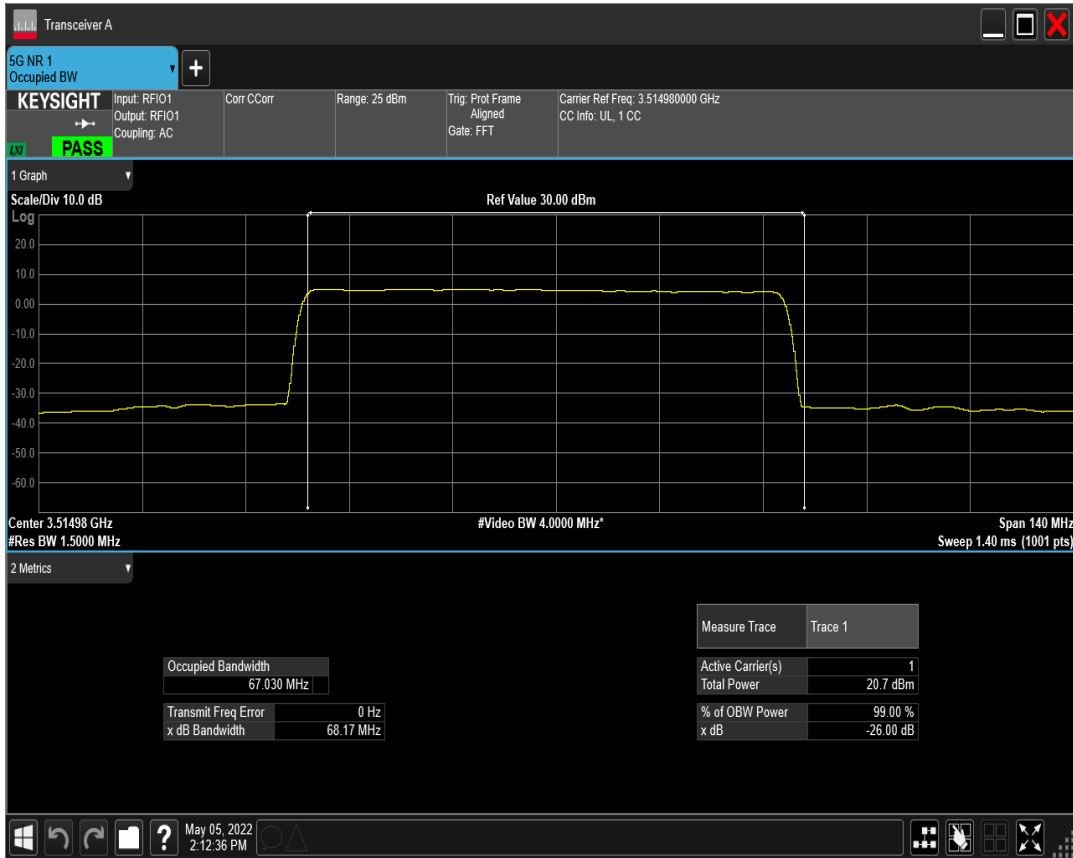 Transceiver A
5G NR 1
Occupied BW
KEYSIGHT
Input: RFIO1
Output: RFIO1
Coupling: AC
Corr CCorr
Range: 25 dBm
Trig: Prot Frame
Aligned
Gate: FFT
Carrier Ref Freq: 3.514980000 GHz
CC Info: UL, 1 CC
LXI
PASS
1 Graph
Scale/Div 10.0 dB
Ref Value 30.00 dBm
Log
20.0
10.0
0.00
-10.0
-20.0
-30.0
-40.0
-50.0
-60.0
Center 3.51498 GHz
#Video BW 4.0000 MHz*
Span 140 MHz
#Res BW 1.5000 MHz
Sweep 1.40 ms (1001 pts)
2 Metrics
Measure Trace Trace 1
Occupied Bandwidth
67.030 MHz
Active Carrier(s) 1
Total Power 20.7 dBm
Transmit Freq Error 0 Hz
x dB Bandwidth 68.17 MHz
% of OBW Power 99.00 %
x dB -26.00 dB
May 05, 2022
2:12:36 PM